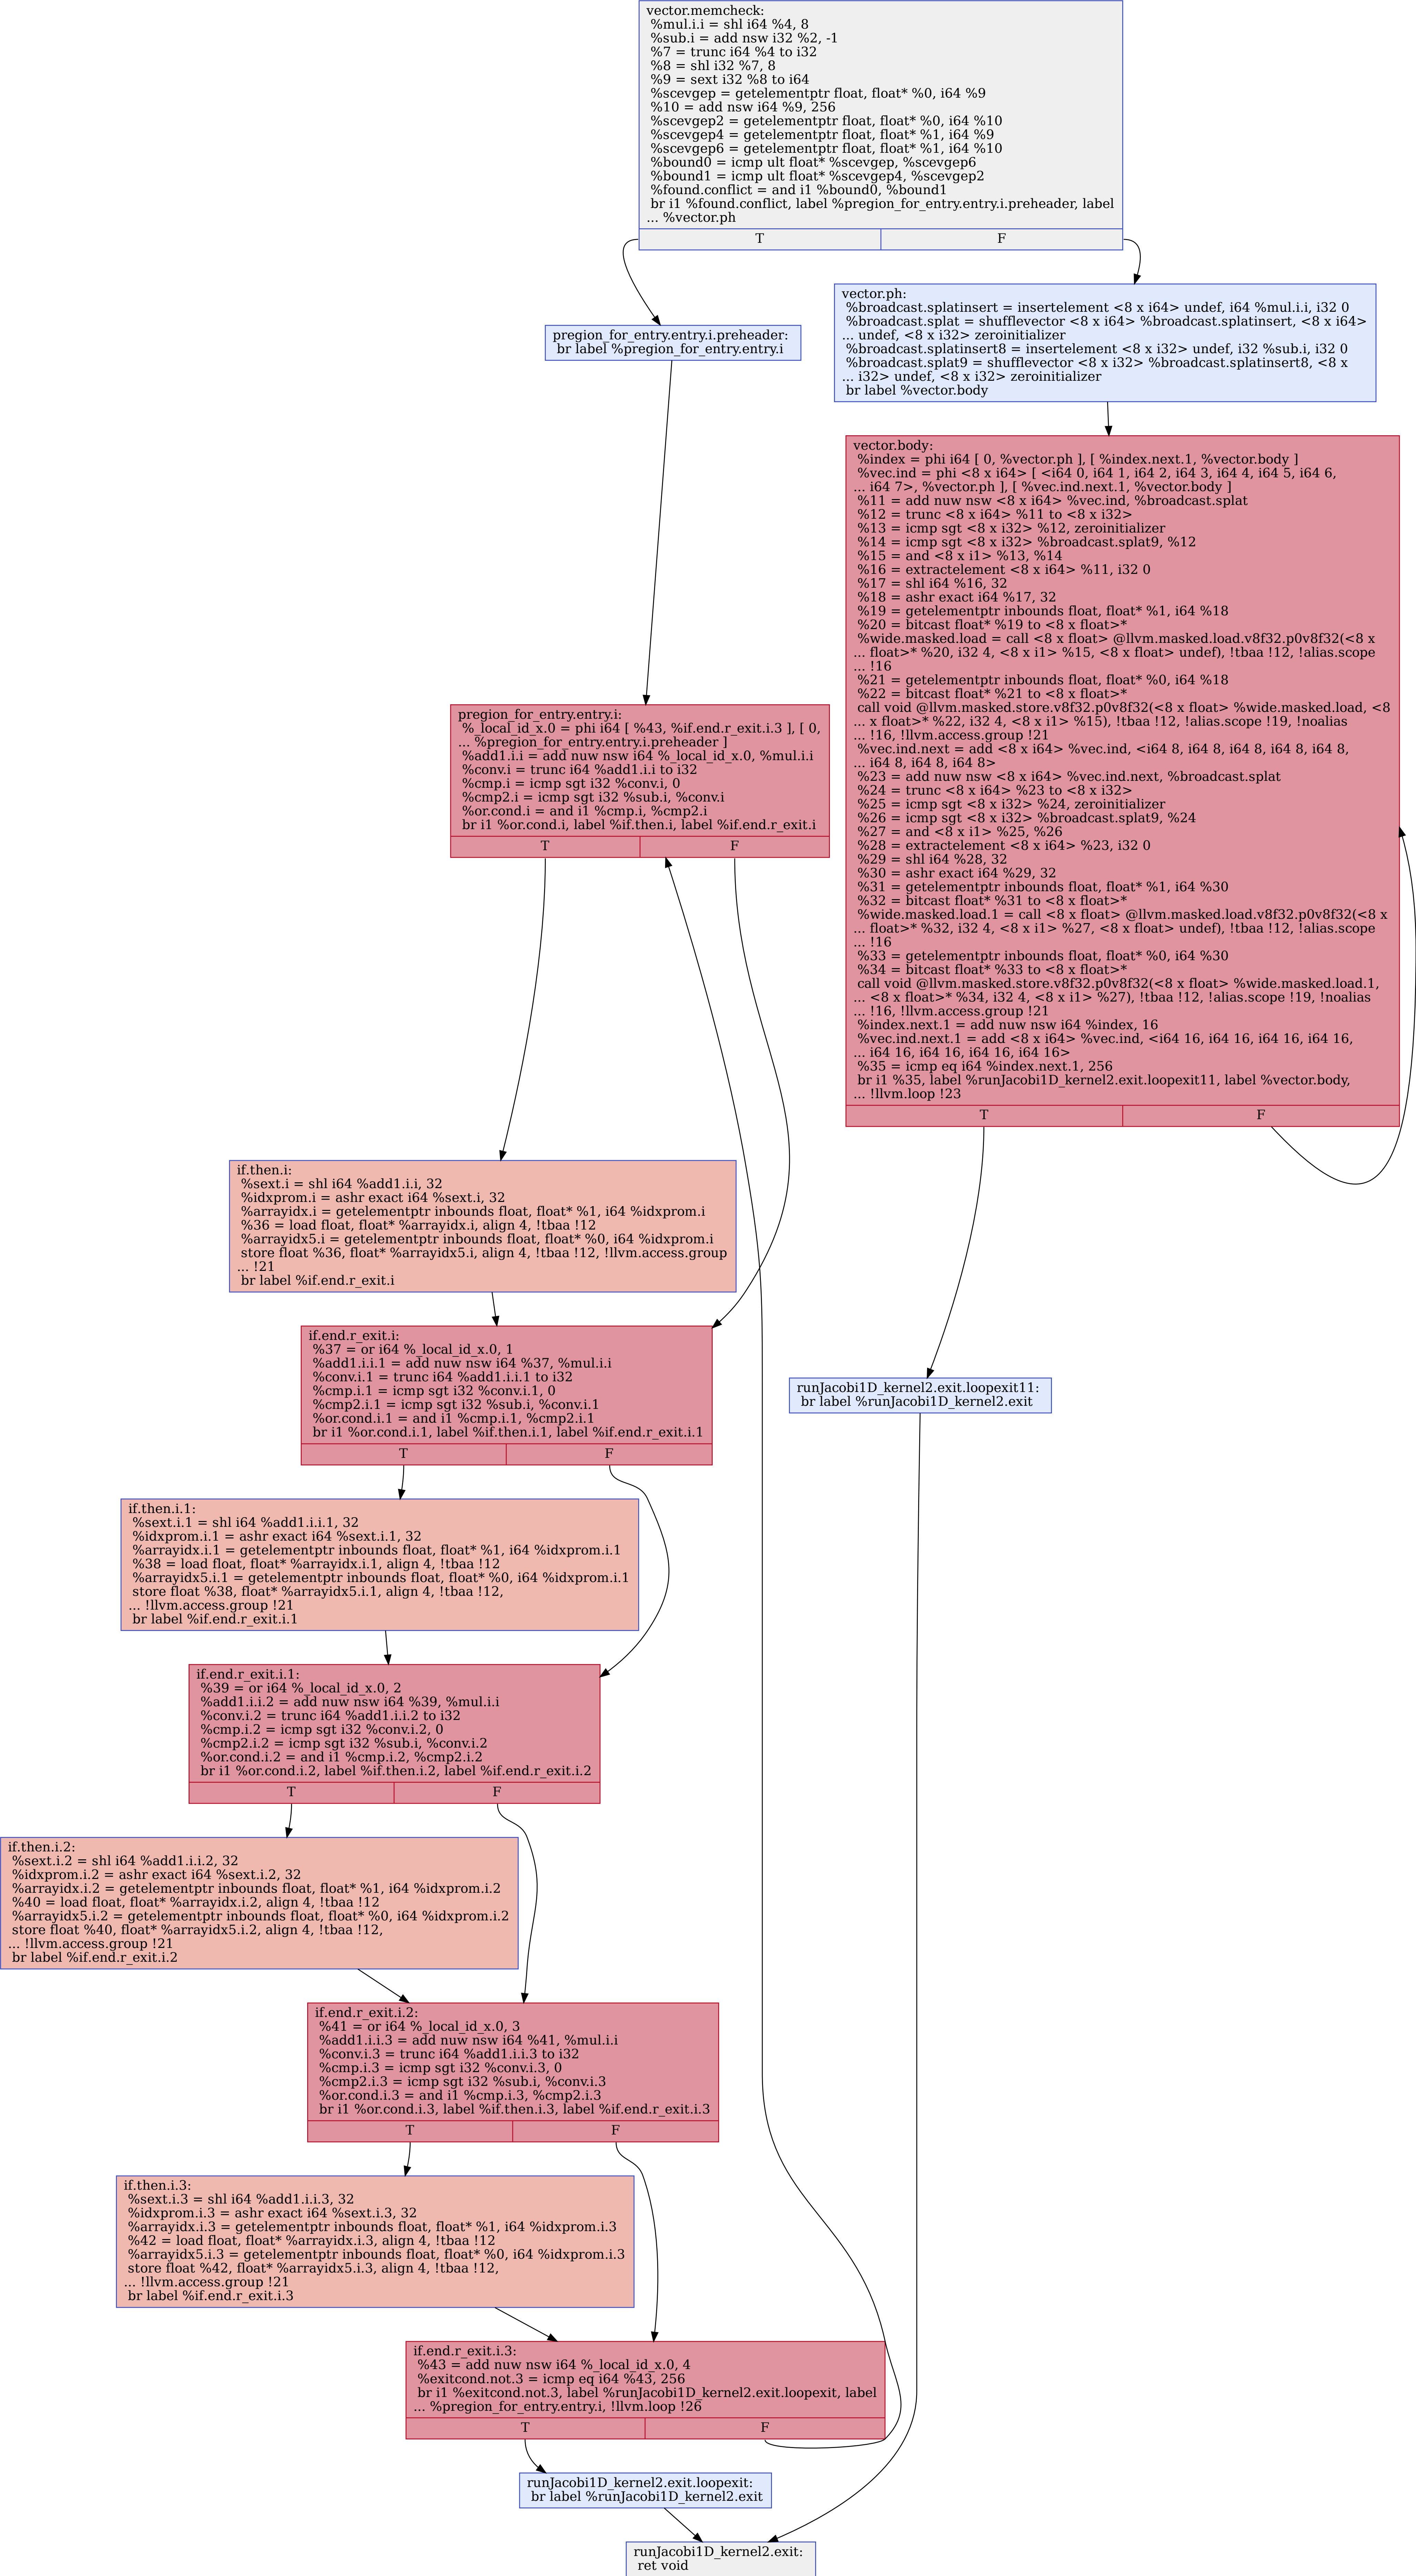 vector.memcheck:
%mul.i.i = shl i64 %4, 8
%sub.i = add nsw i32 %2, -1
%7 = trunc i64 %4 to i32
%8 = shl i32 %7, 8
%9 = sext i32 %8 to i64
%scevgep = getelementptr float, float* %0, i64 %9
%10 = add nsw i64 %9, 256
%scevgep2 = getelementptr float, float* %0, i64 %10
%scevgep4 = getelementptr float, float* %1, i64 %9
%scevgep6 = getelementptr float, float* %1, i64 %10
%bound0 = icmp ult float* %scevgep, %scevgep6
%bound1 = icmp ult float* %scevgep4, %scevgep2
%found.conflict = and i1 %bound0, %bound1
br i1 %found.conflict, label %pregion_for_entry.entry.i.preheader, label
... %vector.ph
T F
vector.ph:
%broadcast.splatinsert = insertelement <8 x i64> undef, i64 %mul.i.i, i32 0
%broadcast.splat = shufflevector <8 x i64> %broadcast.splatinsert, <8 x i64>
... undef, <8 x i32> zeroinitializer
%broadcast.splatinsert8 = insertelement <8 x i32> undef, i32 %sub.i, i32 0
%broadcast.splat9 = shufflevector <8 x i32> %broadcast.splatinsert8, <8 x
... i32> undef, <8 x i32> zeroinitializer
br label %vector.body
pregion_for_entry.entry.i.preheader:
br label %pregion_for_entry.entry.i
vector.body:
%index = phi i64 [ 0, %vector.ph ], [ %index.next.1, %vector.body ]
%vec.ind = phi <8 x i64> [ <i64 0, i64 1, i64 2, i64 3, i64 4, i64 5, i64 6,
... i64 7>, %vector.ph ], [ %vec.ind.next.1, %vector.body ]
%11 = add nuw nsw <8 x i64> %vec.ind, %broadcast.splat
%12 = trunc <8 x i64> %11 to <8 x i32>
%13 = icmp sgt <8 x i32> %12, zeroinitializer
%14 = icmp sgt <8 x i32> %broadcast.splat9, %12
%15 = and <8 x i1> %13, %14
%16 = extractelement <8 x i64> %11, i32 0
%17 = shl i64 %16, 32
%18 = ashr exact i64 %17, 32
%19 = getelementptr inbounds float, float* %1, i64 %18
%20 = bitcast float* %19 to <8 x float>*
%wide.masked.load = call <8 x float> @llvm.masked.load.v8f32.p0v8f32(<8 x
... float>* %20, i32 4, <8 x i1> %15, <8 x float> undef), !tbaa !12, !alias.scope
... !16
%21 = getelementptr inbounds float, float* %0, i64 %18
%22 = bitcast float* %21 to <8 x float>*
call void @llvm.masked.store.v8f32.p0v8f32(<8 x float> %wide.masked.load, <8
... x float>* %22, i32 4, <8 x i1> %15), !tbaa !12, !alias.scope !19, !noalias
... !16, !llvm.access.group !21
%vec.ind.next = add <8 x i64> %vec.ind, <i64 8, i64 8, i64 8, i64 8, i64 8,
... i64 8, i64 8, i64 8>
%23 = add nuw nsw <8 x i64> %vec.ind.next, %broadcast.splat
%24 = trunc <8 x i64> %23 to <8 x i32>
%25 = icmp sgt <8 x i32> %24, zeroinitializer
%26 = icmp sgt <8 x i32> %broadcast.splat9, %24
%27 = and <8 x i1> %25, %26
%28 = extractelement <8 x i64> %23, i32 0
%29 = shl i64 %28, 32
%30 = ashr exact i64 %29, 32
%31 = getelementptr inbounds float, float* %1, i64 %30
%32 = bitcast float* %31 to <8 x float>*
%wide.masked.load.1 = call <8 x float> @llvm.masked.load.v8f32.p0v8f32(<8 x
... float>* %32, i32 4, <8 x i1> %27, <8 x float> undef), !tbaa !12, !alias.scope
... !16
%33 = getelementptr inbounds float, float* %0, i64 %30
%34 = bitcast float* %33 to <8 x float>*
call void @llvm.masked.store.v8f32.p0v8f32(<8 x float> %wide.masked.load.1,
... <8 x float>* %34, i32 4, <8 x i1> %27), !tbaa !12, !alias.scope !19, !noalias
... !16, !llvm.access.group !21
%index.next.1 = add nuw nsw i64 %index, 16
%vec.ind.next.1 = add <8 x i64> %vec.ind, <i64 16, i64 16, i64 16, i64 16,
... i64 16, i64 16, i64 16, i64 16>
%35 = icmp eq i64 %index.next.1, 256
br i1 %35, label %runJacobi1D_kernel2.exit.loopexit11, label %vector.body,
... !llvm.loop !23
T F
pregion_for_entry.entry.i:
%_local_id_x.0 = phi i64 [ %43, %if.end.r_exit.i.3 ], [ 0,
... %pregion_for_entry.entry.i.preheader ]
%add1.i.i = add nuw nsw i64 %_local_id_x.0, %mul.i.i
%conv.i = trunc i64 %add1.i.i to i32
%cmp.i = icmp sgt i32 %conv.i, 0
%cmp2.i = icmp sgt i32 %sub.i, %conv.i
%or.cond.i = and i1 %cmp.i, %cmp2.i
br i1 %or.cond.i, label %if.then.i, label %if.end.r_exit.i
T F
if.then.i:
%sext.i = shl i64 %add1.i.i, 32
%idxprom.i = ashr exact i64 %sext.i, 32
%arrayidx.i = getelementptr inbounds float, float* %1, i64 %idxprom.i
%36 = load float, float* %arrayidx.i, align 4, !tbaa !12
%arrayidx5.i = getelementptr inbounds float, float* %0, i64 %idxprom.i
store float %36, float* %arrayidx5.i, align 4, !tbaa !12, !llvm.access.group
... !21
br label %if.end.r_exit.i
if.end.r_exit.i:
%37 = or i64 %_local_id_x.0, 1
%add1.i.i.1 = add nuw nsw i64 %37, %mul.i.i
%conv.i.1 = trunc i64 %add1.i.i.1 to i32
%cmp.i.1 = icmp sgt i32 %conv.i.1, 0
%cmp2.i.1 = icmp sgt i32 %sub.i, %conv.i.1
%or.cond.i.1 = and i1 %cmp.i.1, %cmp2.i.1
br i1 %or.cond.i.1, label %if.then.i.1, label %if.end.r_exit.i.1
T F
runJacobi1D_kernel2.exit.loopexit11:
br label %runJacobi1D_kernel2.exit
if.then.i.1:
%sext.i.1 = shl i64 %add1.i.i.1, 32
%idxprom.i.1 = ashr exact i64 %sext.i.1, 32
%arrayidx.i.1 = getelementptr inbounds float, float* %1, i64 %idxprom.i.1
%38 = load float, float* %arrayidx.i.1, align 4, !tbaa !12
%arrayidx5.i.1 = getelementptr inbounds float, float* %0, i64 %idxprom.i.1
store float %38, float* %arrayidx5.i.1, align 4, !tbaa !12,
... !llvm.access.group !21
br label %if.end.r_exit.i.1
if.end.r_exit.i.1:
%39 = or i64 %_local_id_x.0, 2
%add1.i.i.2 = add nuw nsw i64 %39, %mul.i.i
%conv.i.2 = trunc i64 %add1.i.i.2 to i32
%cmp.i.2 = icmp sgt i32 %conv.i.2, 0
%cmp2.i.2 = icmp sgt i32 %sub.i, %conv.i.2
%or.cond.i.2 = and i1 %cmp.i.2, %cmp2.i.2
br i1 %or.cond.i.2, label %if.then.i.2, label %if.end.r_exit.i.2
T F
if.then.i.2:
%sext.i.2 = shl i64 %add1.i.i.2, 32
%idxprom.i.2 = ashr exact i64 %sext.i.2, 32
%arrayidx.i.2 = getelementptr inbounds float, float* %1, i64 %idxprom.i.2
%40 = load float, float* %arrayidx.i.2, align 4, !tbaa !12
%arrayidx5.i.2 = getelementptr inbounds float, float* %0, i64 %idxprom.i.2
store float %40, float* %arrayidx5.i.2, align 4, !tbaa !12,
... !llvm.access.group !21
br label %if.end.r_exit.i.2
if.end.r_exit.i.2:
%41 = or i64 %_local_id_x.0, 3
%add1.i.i.3 = add nuw nsw i64 %41, %mul.i.i
%conv.i.3 = trunc i64 %add1.i.i.3 to i32
%cmp.i.3 = icmp sgt i32 %conv.i.3, 0
%cmp2.i.3 = icmp sgt i32 %sub.i, %conv.i.3
%or.cond.i.3 = and i1 %cmp.i.3, %cmp2.i.3
br i1 %or.cond.i.3, label %if.then.i.3, label %if.end.r_exit.i.3
T F
if.then.i.3:
%sext.i.3 = shl i64 %add1.i.i.3, 32
%idxprom.i.3 = ashr exact i64 %sext.i.3, 32
%arrayidx.i.3 = getelementptr inbounds float, float* %1, i64 %idxprom.i.3
%42 = load float, float* %arrayidx.i.3, align 4, !tbaa !12
%arrayidx5.i.3 = getelementptr inbounds float, float* %0, i64 %idxprom.i.3
store float %42, float* %arrayidx5.i.3, align 4, !tbaa !12,
... !llvm.access.group !21
br label %if.end.r_exit.i.3
if.end.r_exit.i.3:
%43 = add nuw nsw i64 %_local_id_x.0, 4
%exitcond.not.3 = icmp eq i64 %43, 256
br i1 %exitcond.not.3, label %runJacobi1D_kernel2.exit.loopexit, label
... %pregion_for_entry.entry.i, !llvm.loop !26
T F
runJacobi1D_kernel2.exit.loopexit:
br label %runJacobi1D_kernel2.exit
runJacobi1D_kernel2.exit:
ret void